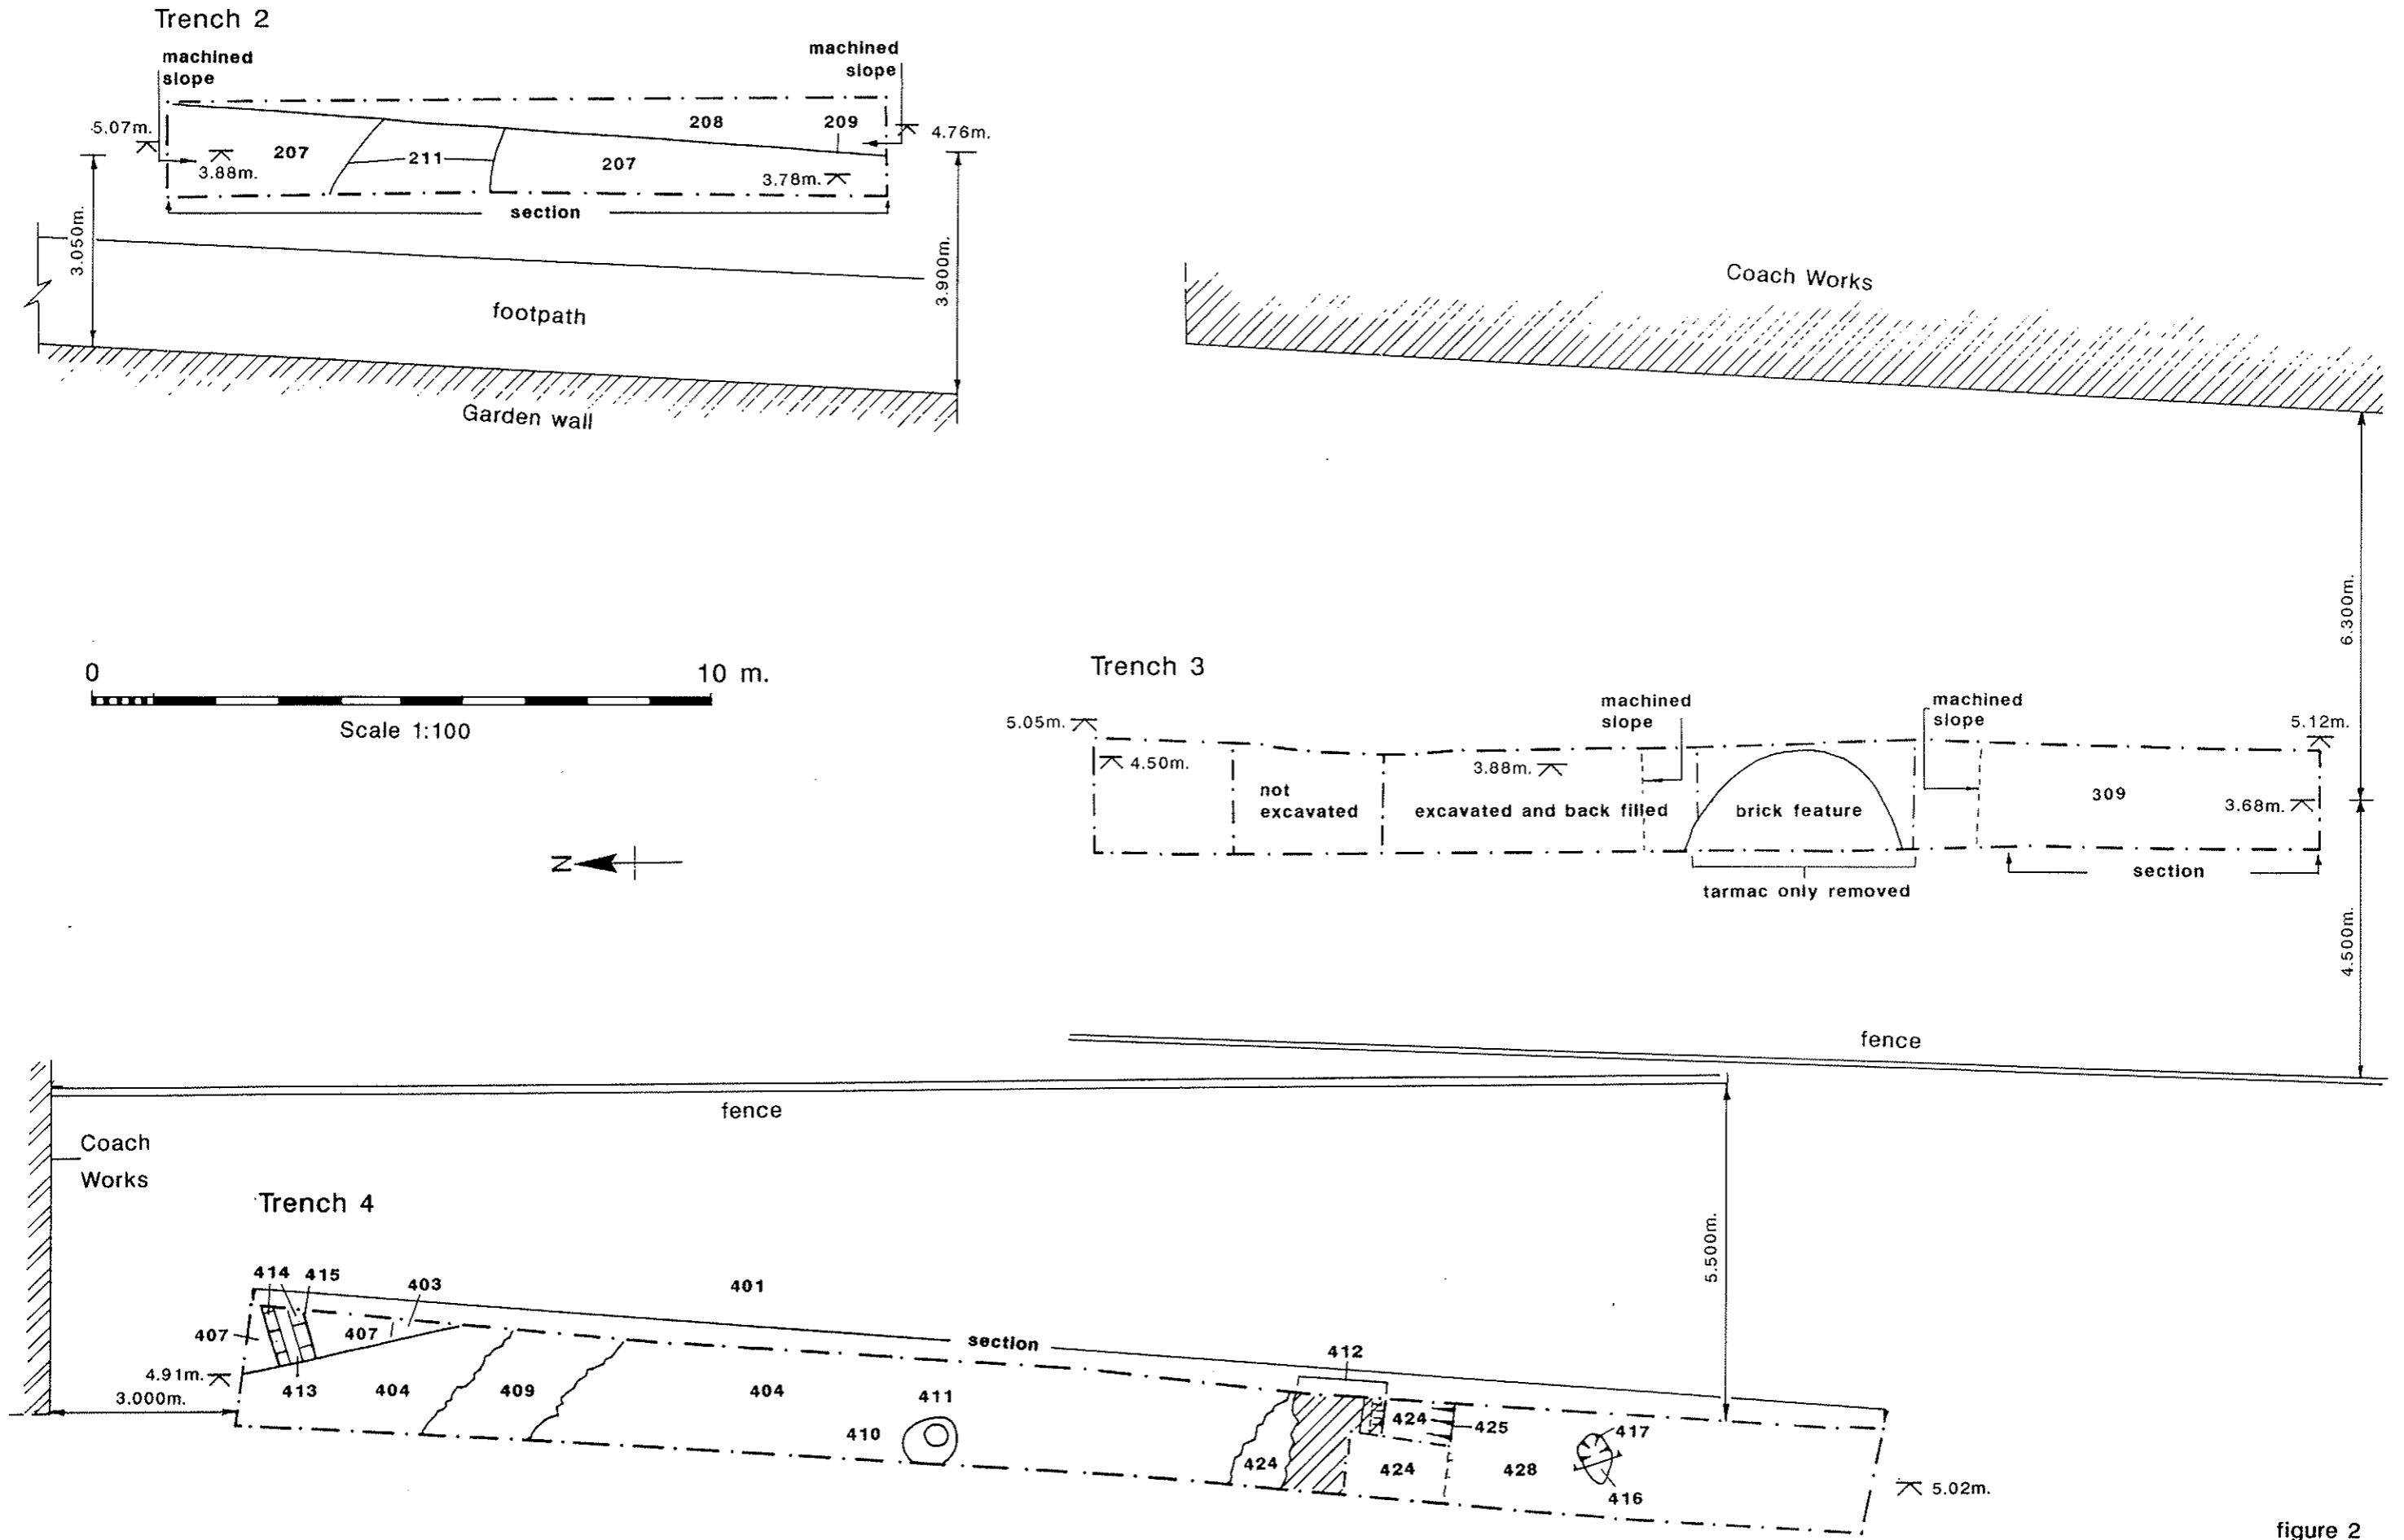 Trench 2
machined
slope
machined
slope
5.07m.
208
209
4.76m.
207
211
207
3.88m.
3.78m.
section
3.050m.
3.900m.
footpath
Garden wall
Coach Works
6.300m.
0
10 m.
Scale 1:100
Trench 3
machined
slope
machined
slope
5.05m.
5.12m.
4.50m.
3.88m.
not
excavated
excavated and back filled
brick feature
309
3.68m.
section
tarmac only removed
N
4.500m.
fence
fence
Coach
Works
Trench 4
5.500m.
414
415
403
401
407
407
section
412
4.91m.
3.000m.
413
404
409
404
411
410
424
425
417
424
424
428
416
5.02m.
figure 2